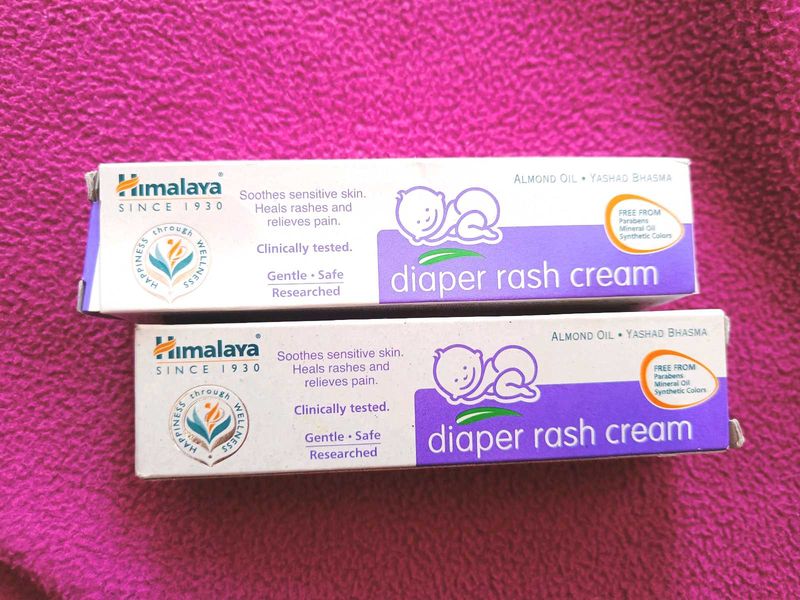 Himalaya®
SINCE 1930
HAPPINESS through WELLNESS
Soothes sensitive skin.
Heals rashes and
relieves pain.
Clinically tested.
Gentle • Safe
Researched
ALMOND OIL • YASHAD BHASMA
FREE FROM
Parabens
Mineral Oil
Synthetic Colors
diaper rash cream
Himalaya®
SINCE 1930
HAPPINESS through WELLNESS
Soothes sensitive skin.
Heals rashes and
relieves pain.
Clinically tested.
Gentle • Safe
Researched
ALMOND OIL • YASHAD BHASMA
FREE FROM
Parabens
Mineral Oil
Synthetic Colors
diaper rash cream